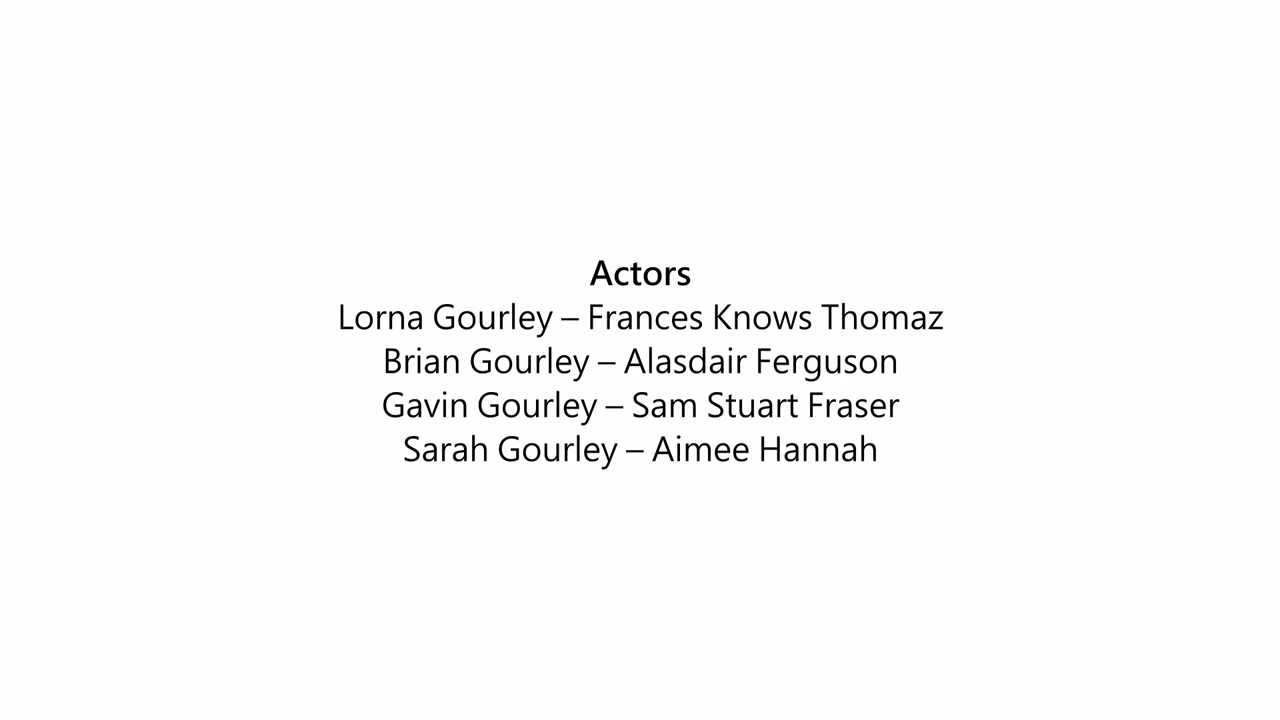 Actors
Lorna Gourley – Frances Knows Thomaz
Brian Gourley – Alasdair Ferguson
Gavin Gourley – Sam Stuart Fraser
Sarah Gourley – Aimee Hannah